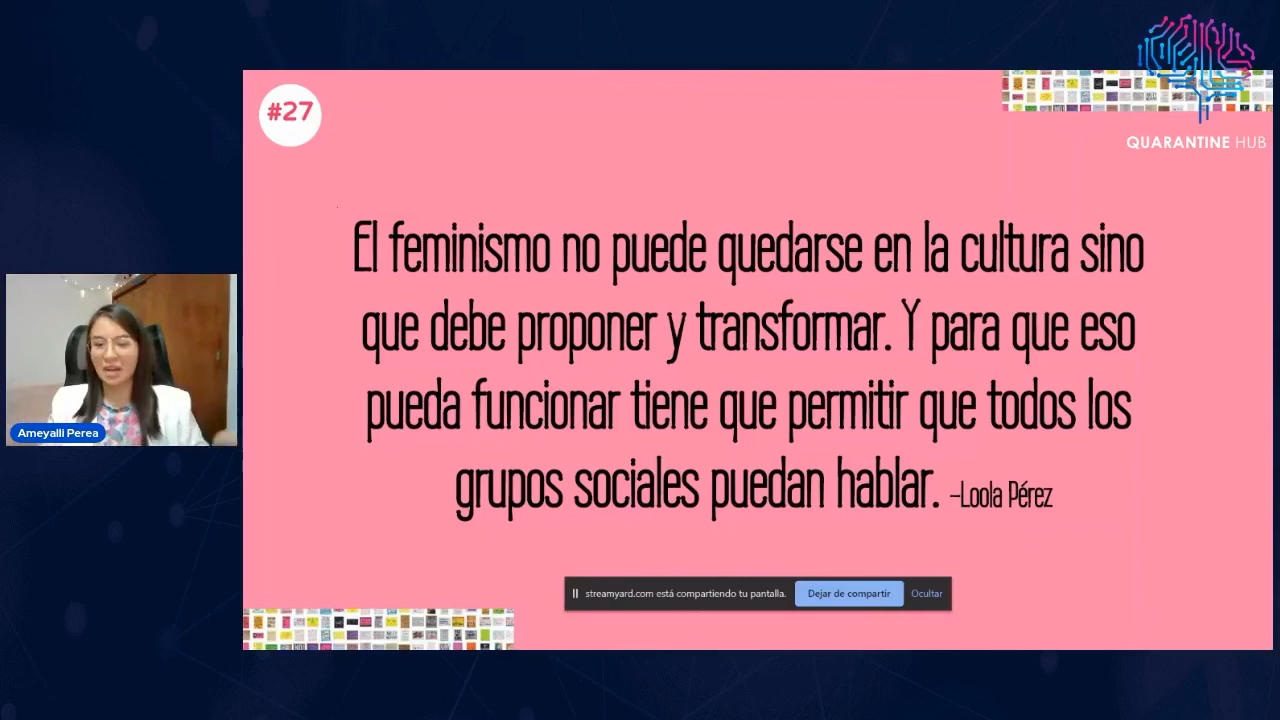 #27
QUARANTINE HUB
El feminismo no puede quedarse en la cultura sino
que debe proponer y transformar. Y para que eso
pueda funcionar tiene que permitir que todos los
grupos sociales puedan hablar. –Loola Pérez
Ameyalli Perea
streamyard.com está compartiendo tu pantalla. Dejar de compartir Ocultar